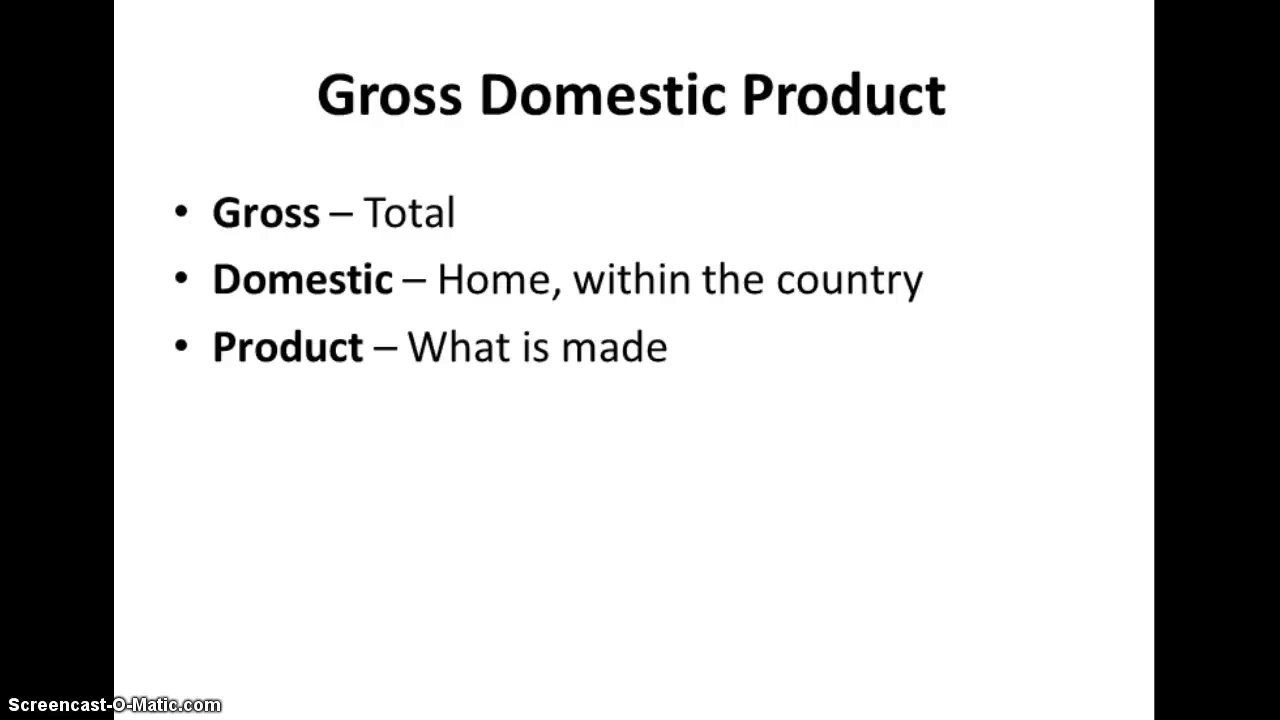 Gross Domestic Product
• Gross – Total
• Domestic – Home, within the country
• Product – What is made
Screencast-O-Matic.com